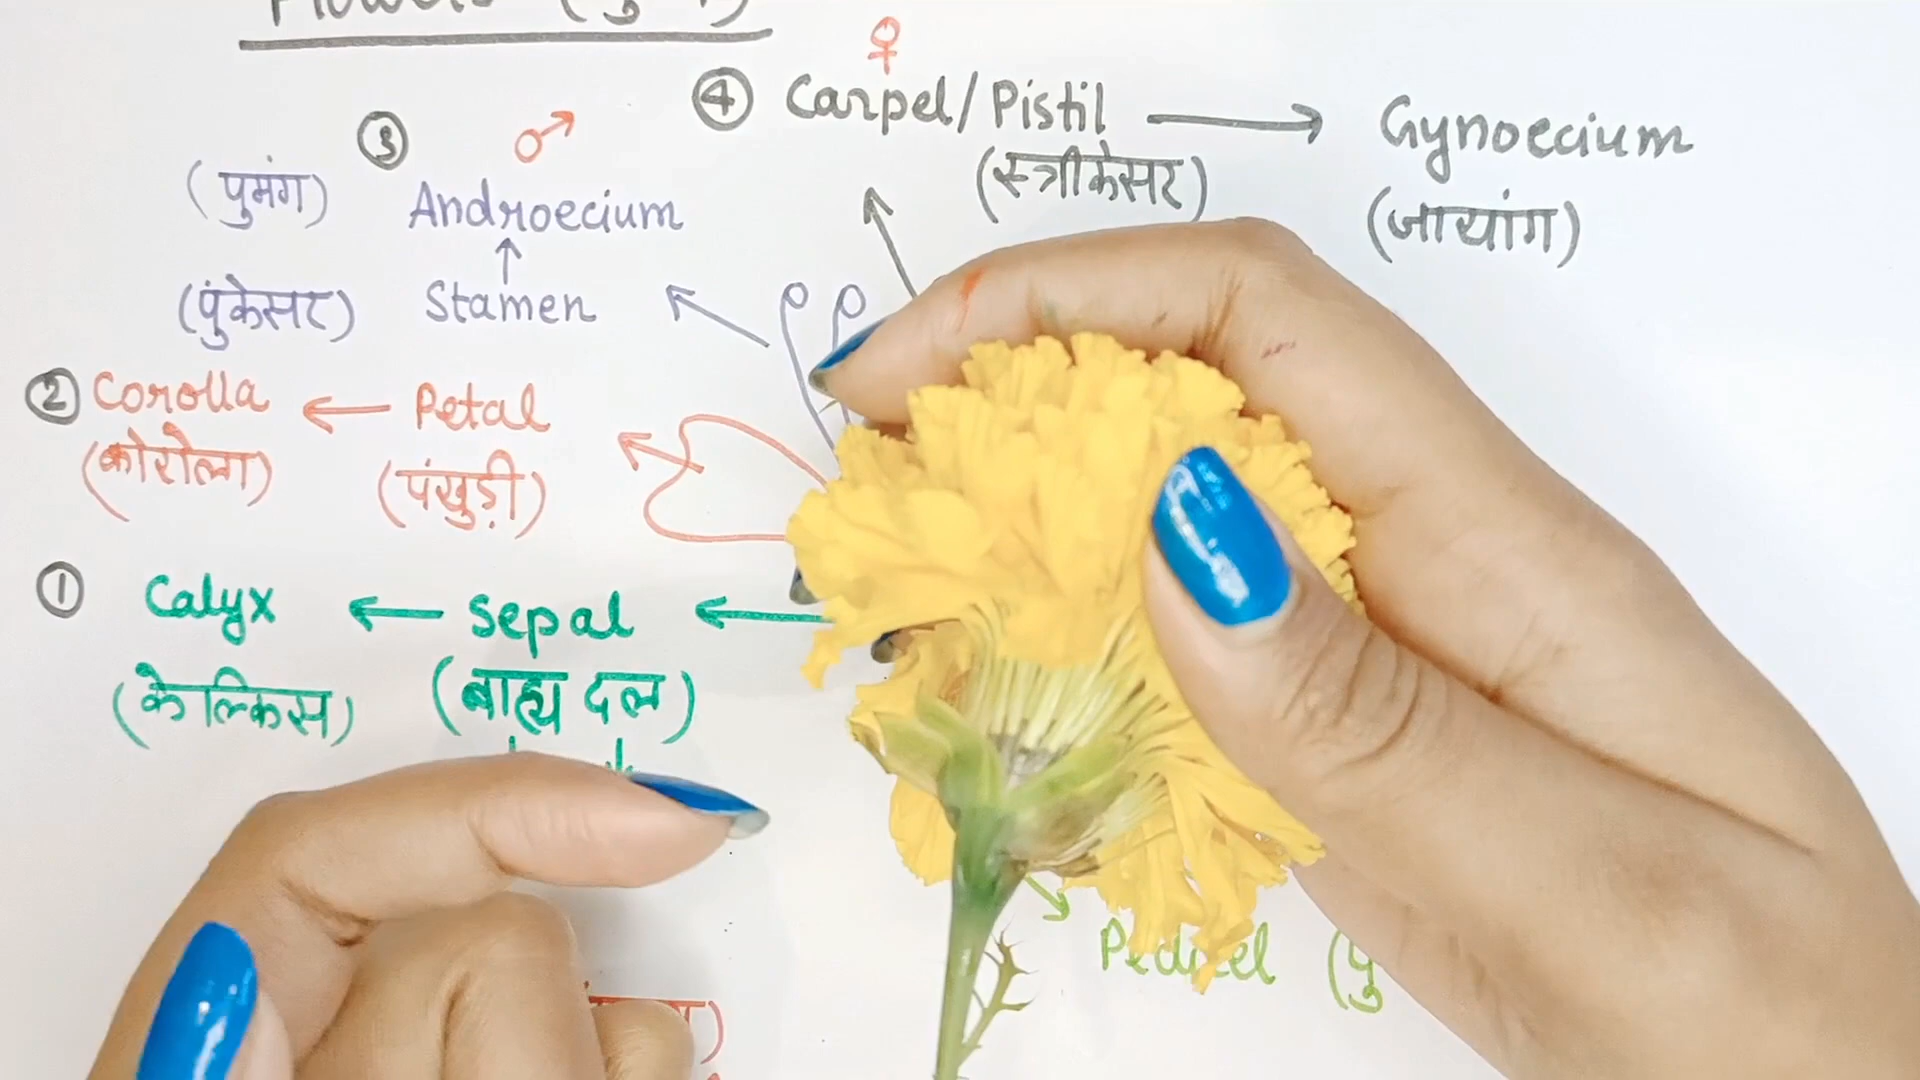 ④ Carpel/Pistil → Gynoecium
(स्त्रीकेसर) (जायांग)
③
(पुमंग) Androecium
(पुंकेसर) Stamen
② Corolla ← Petal
(कोरोला) (पंखुड़ी)
① Calyx ← Sepal ←
(केल्किस) (बाह्य दल)
Pedicel